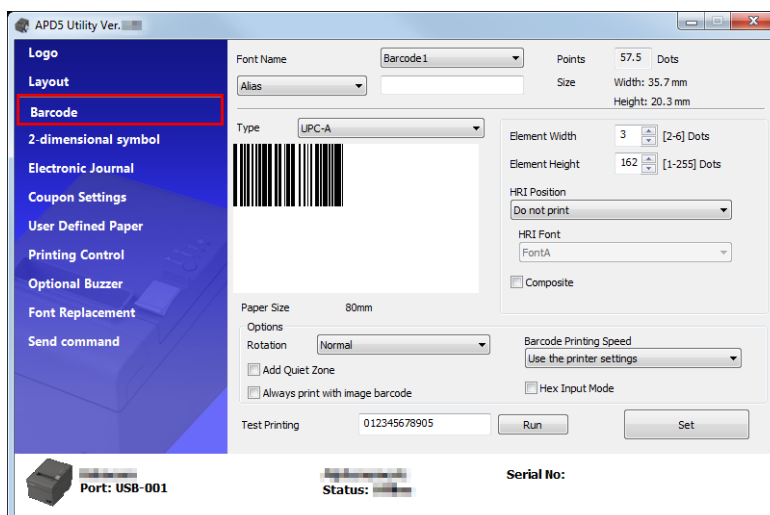 APD5 Utility Ver.
Logo
Layout
Barcode
2-dimensional symbol
Electronic Journal
Coupon Settings
User Defined Paper
Printing Control
Optional Buzzer
Font Replacement
Send command
Font Name Barcode1 Points 57.5 Dots
Alias Size Width: 35.7 mm
Height: 20.3 mm
Type UPC-A
Element Width 3 [2-6] Dots
Element Height 162 [1-255] Dots
HRI Position
Do not print
HRI Font
FontA
Composite
Paper Size 80mm
Options
Rotation Normal
Add Quiet Zone
Always print with image barcode
Barcode Printing Speed
Use the printer settings
Hex Input Mode
Test Printing 012345678905 Run Set
Port: USB-001
Status:
Serial No: